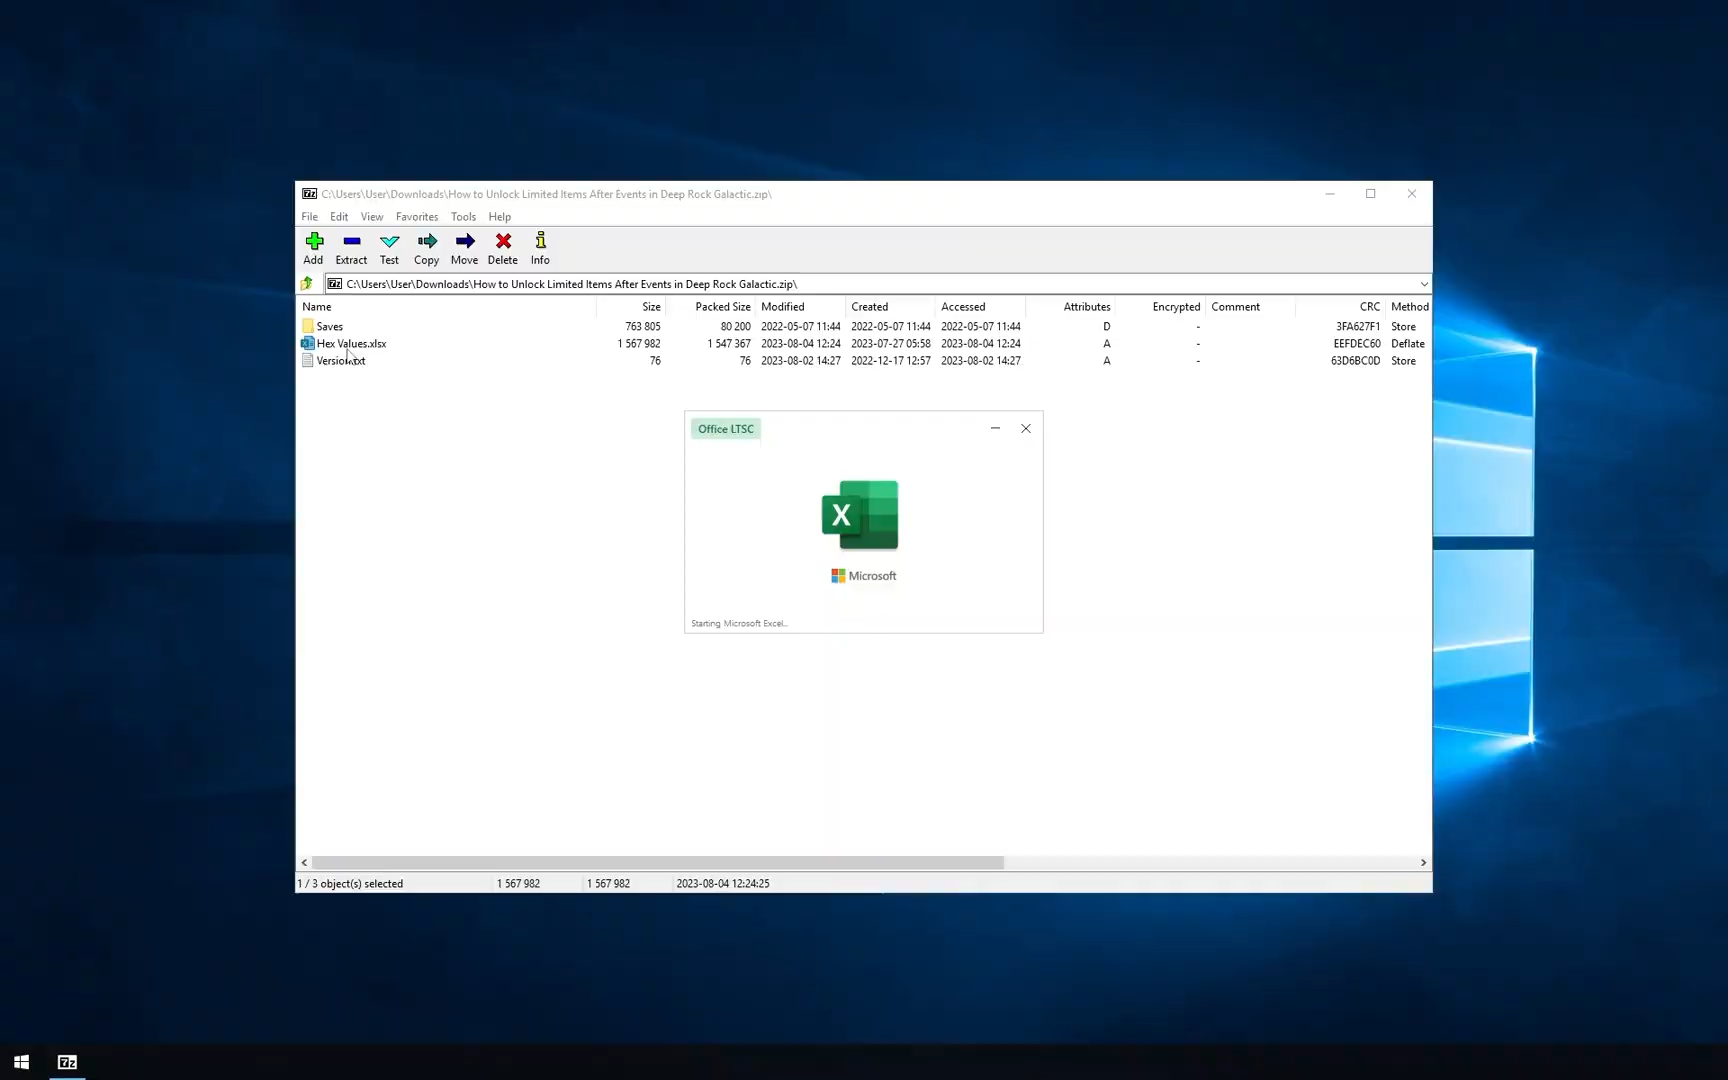 7z C:\Users\User\Downloads\How to Unlock Limited Items After Events in Deep Rock Galactic.zip\
File Edit View Favorites Tools Help
Add Extract Test Copy Move Delete Info
7z C:\Users\User\Downloads\How to Unlock Limited Items After Events in Deep Rock Galactic.zip\
Name Size Packed Size Modified Created Accessed Attributes Encrypted Comment CRC Method
Saves 763 805 80 200 2022-05-07 11:44 2022-05-07 11:44 2022-05-07 11:44 D - 3FA627F1 Store
Hex Values.xlsx 1 567 982 1 547 367 2023-08-04 12:24 2023-07-27 05:58 2023-08-04 12:24 A - EEFDEC60 Deflate
Version.txt 76 76 2023-08-02 14:27 2022-12-17 12:57 2023-08-02 14:27 A - 63D6BC0D Store
Office LTSC
X
Microsoft
Starting Microsoft Excel...
1 / 3 object(s) selected 1 567 982 1 567 982 2023-08-04 12:24:25
7z